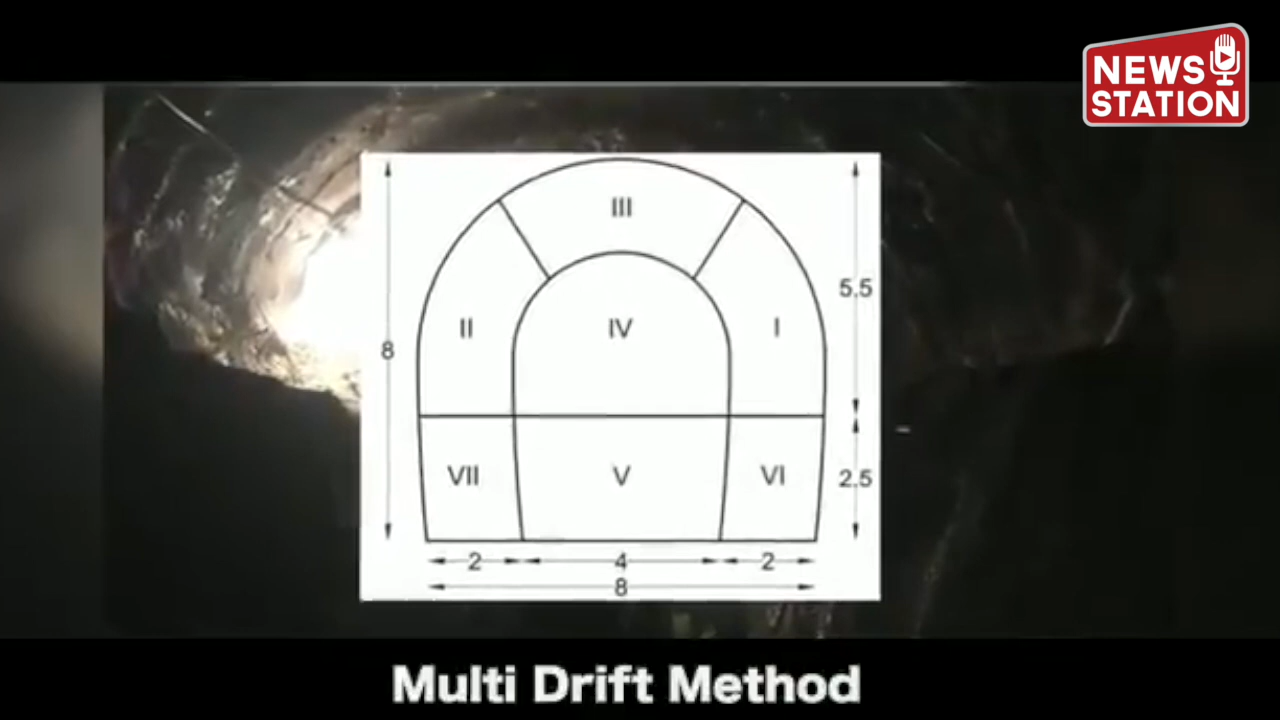 NEWS
STATION
III
5,5
II
IV
I
8
VII
V
VI
2,5
2
4
2
8
Multi Drift Method